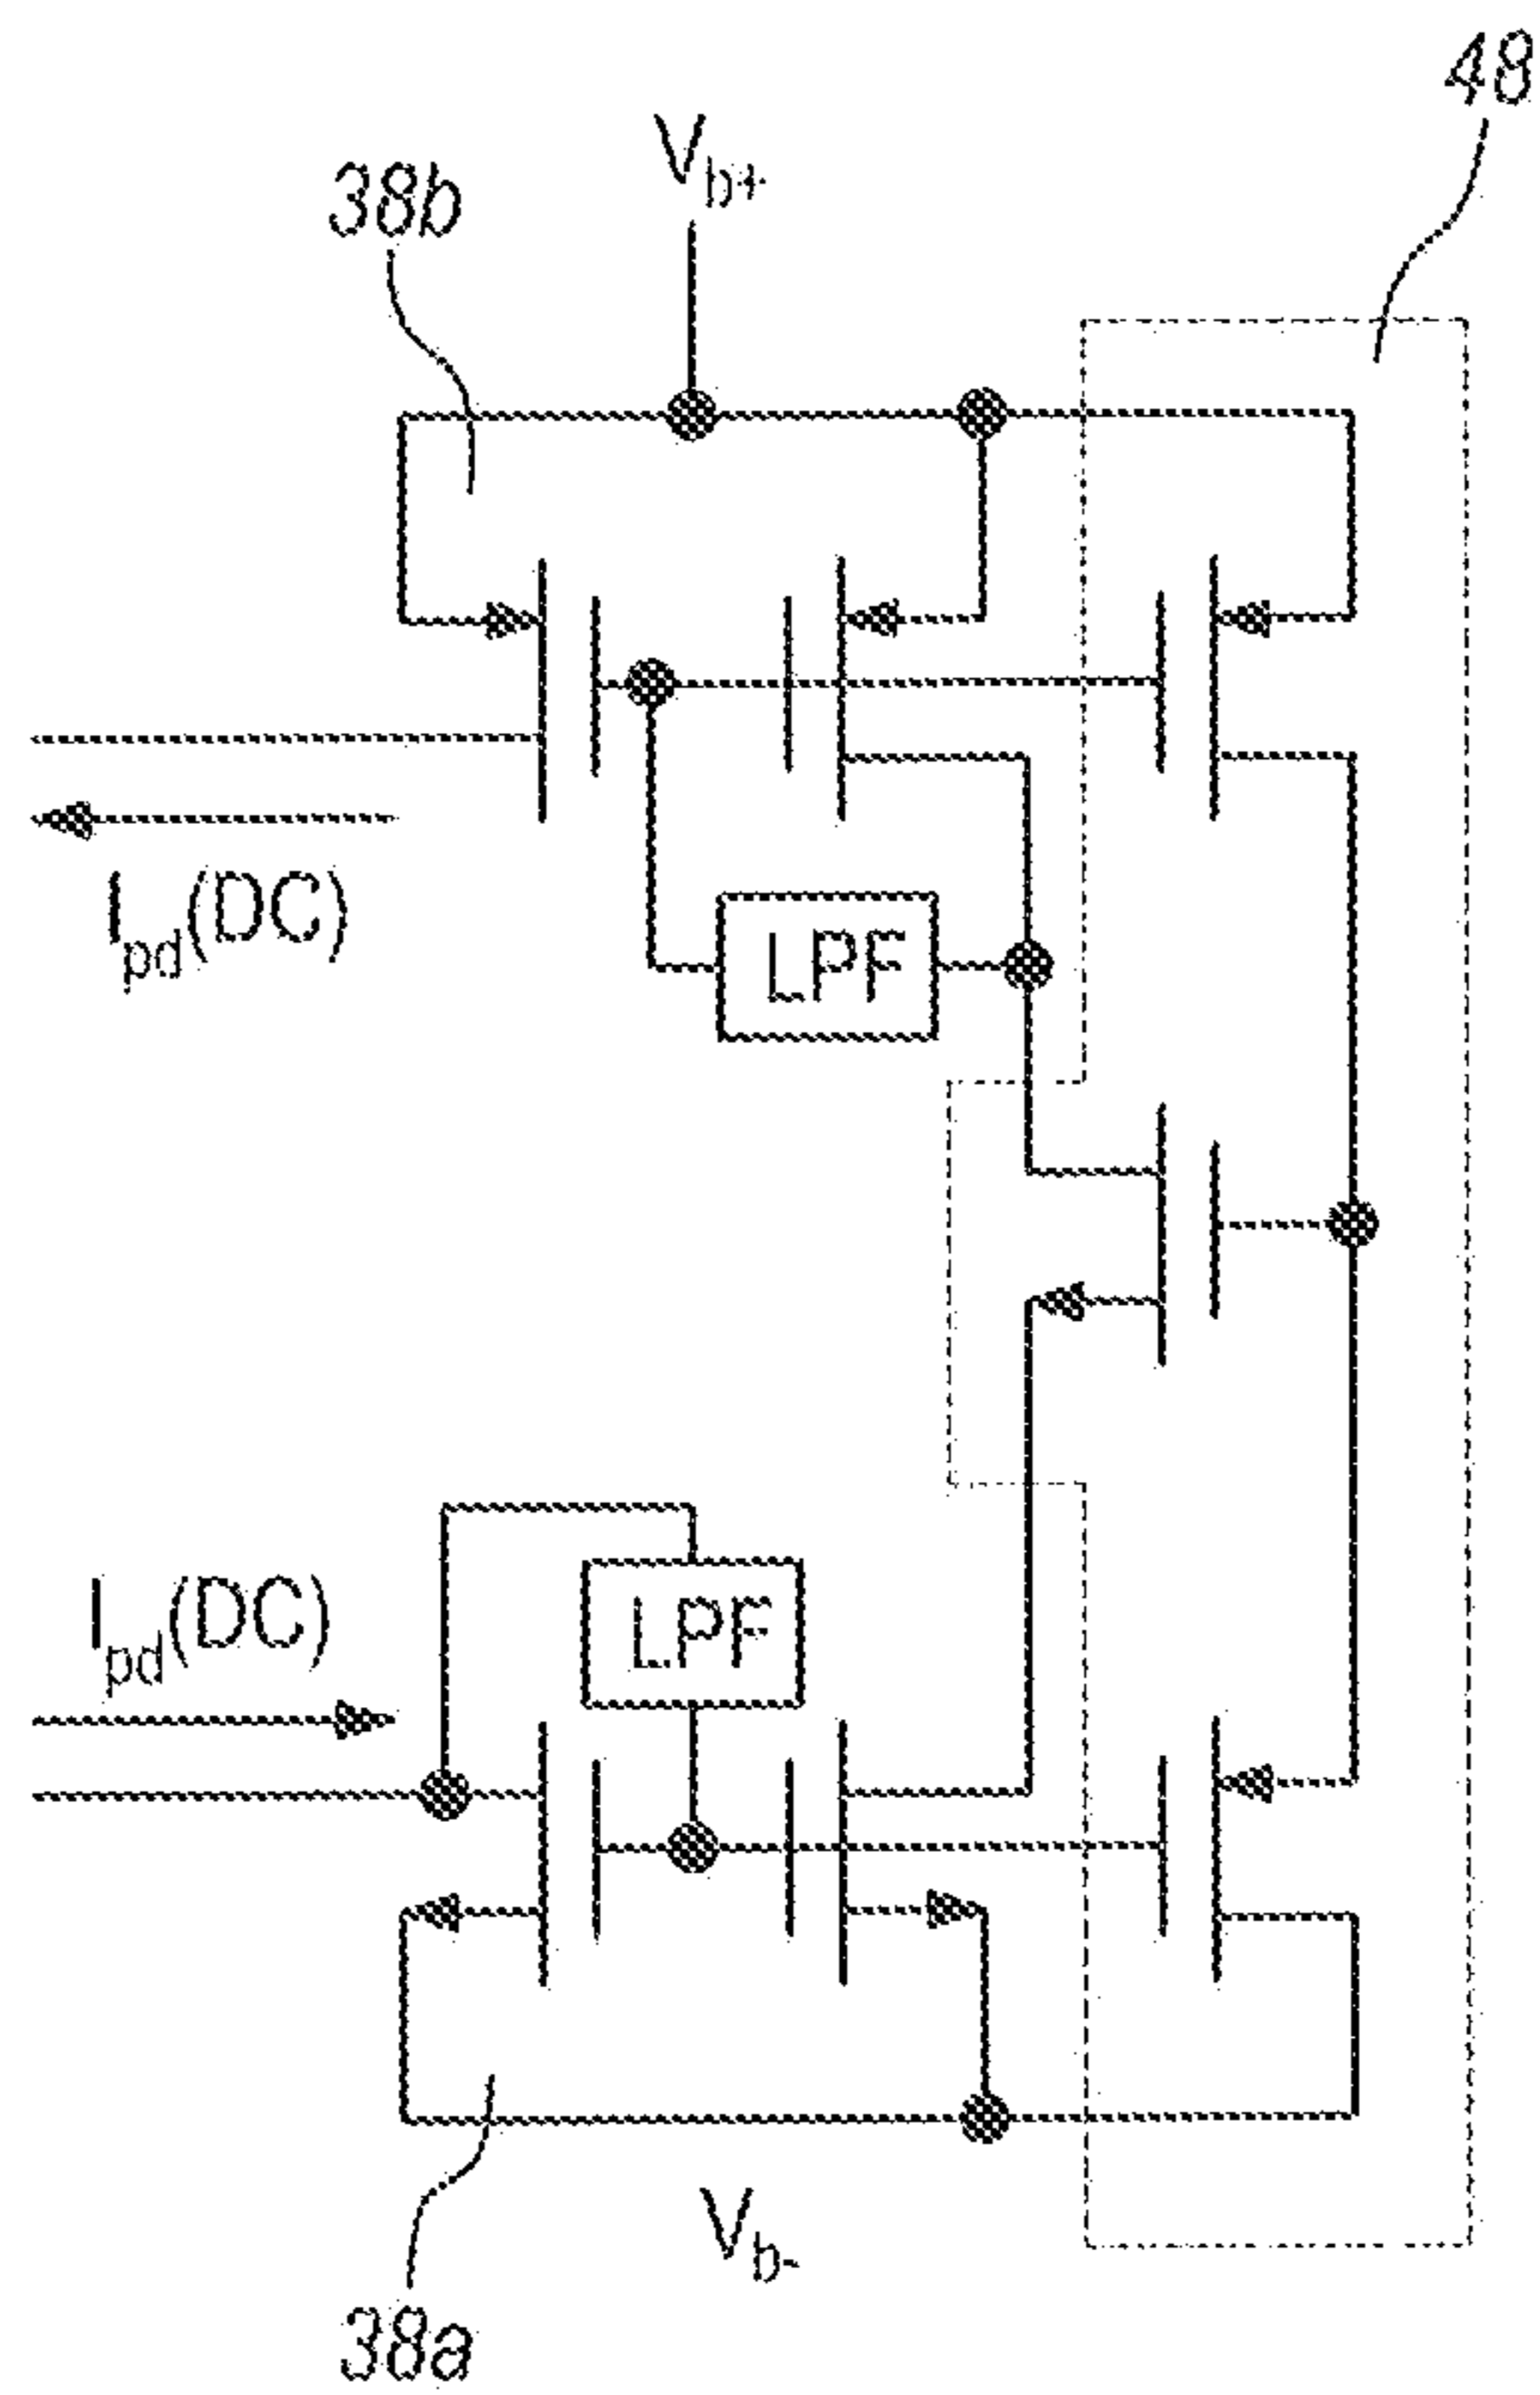 48
V_b+
38b
I_pd(DC)
LPF
LPF
I_pd(DC)
V_b-
38a